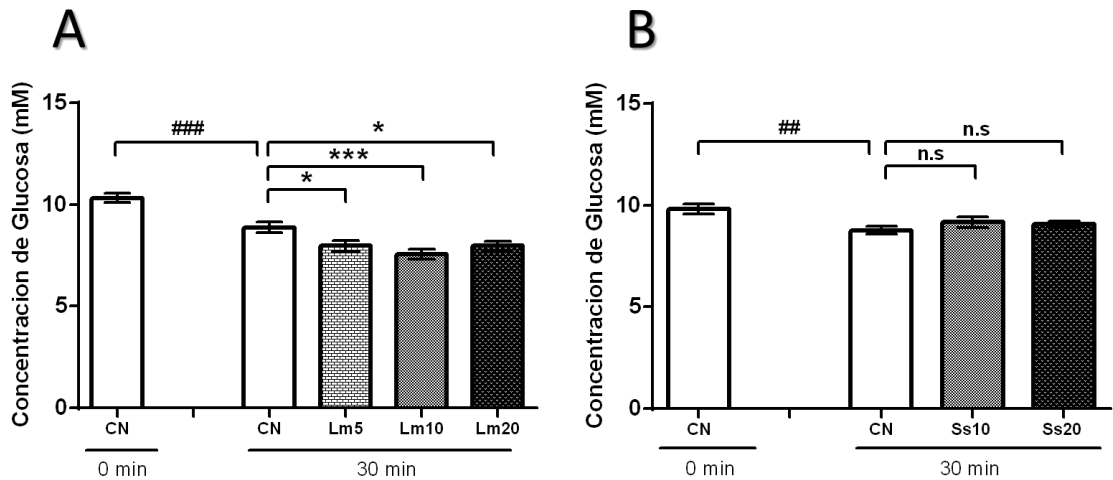 A
Concentracion de Glucosa (mM)
15
10
5
0
###
*
***
*
CN
CN
Lm5
Lm10
Lm20
0 min
30 min
B
Concentracion de Glucosa (mM)
15
10
5
0
##
n.s
n.s
CN
CN
Ss10
Ss20
0 min
30 min